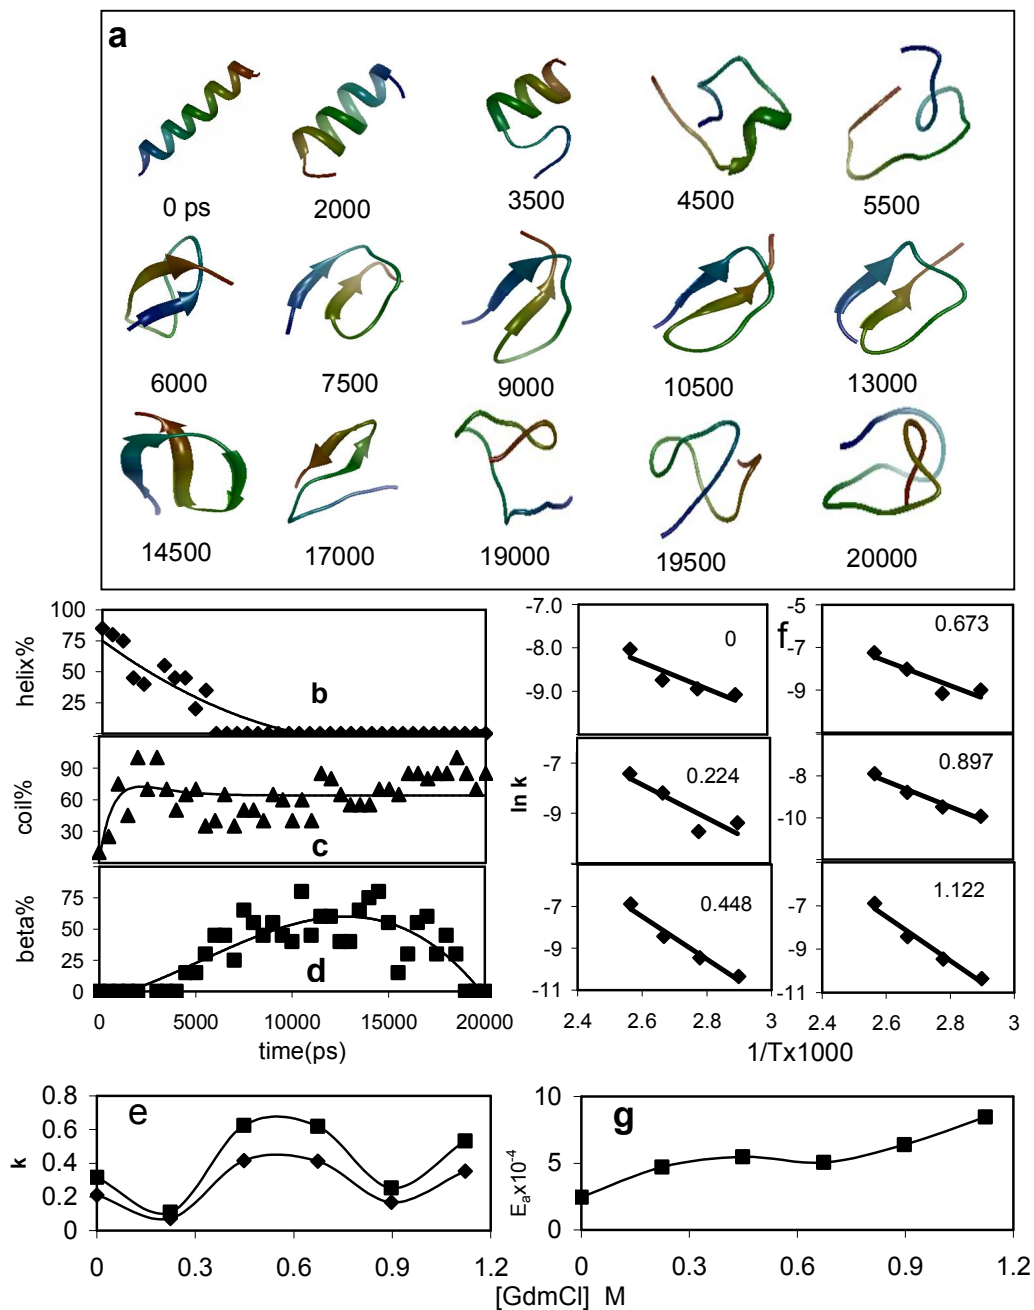 a
0 ps
2000
3500
4500
5500
6000
7500
9000
10500
13000
14500
17000
19000
19500
20000
100
75
50
25
helix%
b
90
60
30
coil%
c
75
50
25
0
beta%
d
0 5000 10000 15000 20000
time(ps)
-7.0
-8.0
-9.0
0
-7
-9
0.224
ln k
-7
-9
-11
0.448
2.4 2.6 2.8 3
f
-5
-7
-9
0.673
-8
-10
0.897
-7
-9
-11
1.122
2.4 2.6 2.8 3
1/Tx1000
e
0.8
0.6
0.4
0.2
0
k
0 0.3 0.6 0.9 1.2
g
10
5
0
Eax10-4
0 0.3 0.6 0.9 1.2
[GdmCl] M